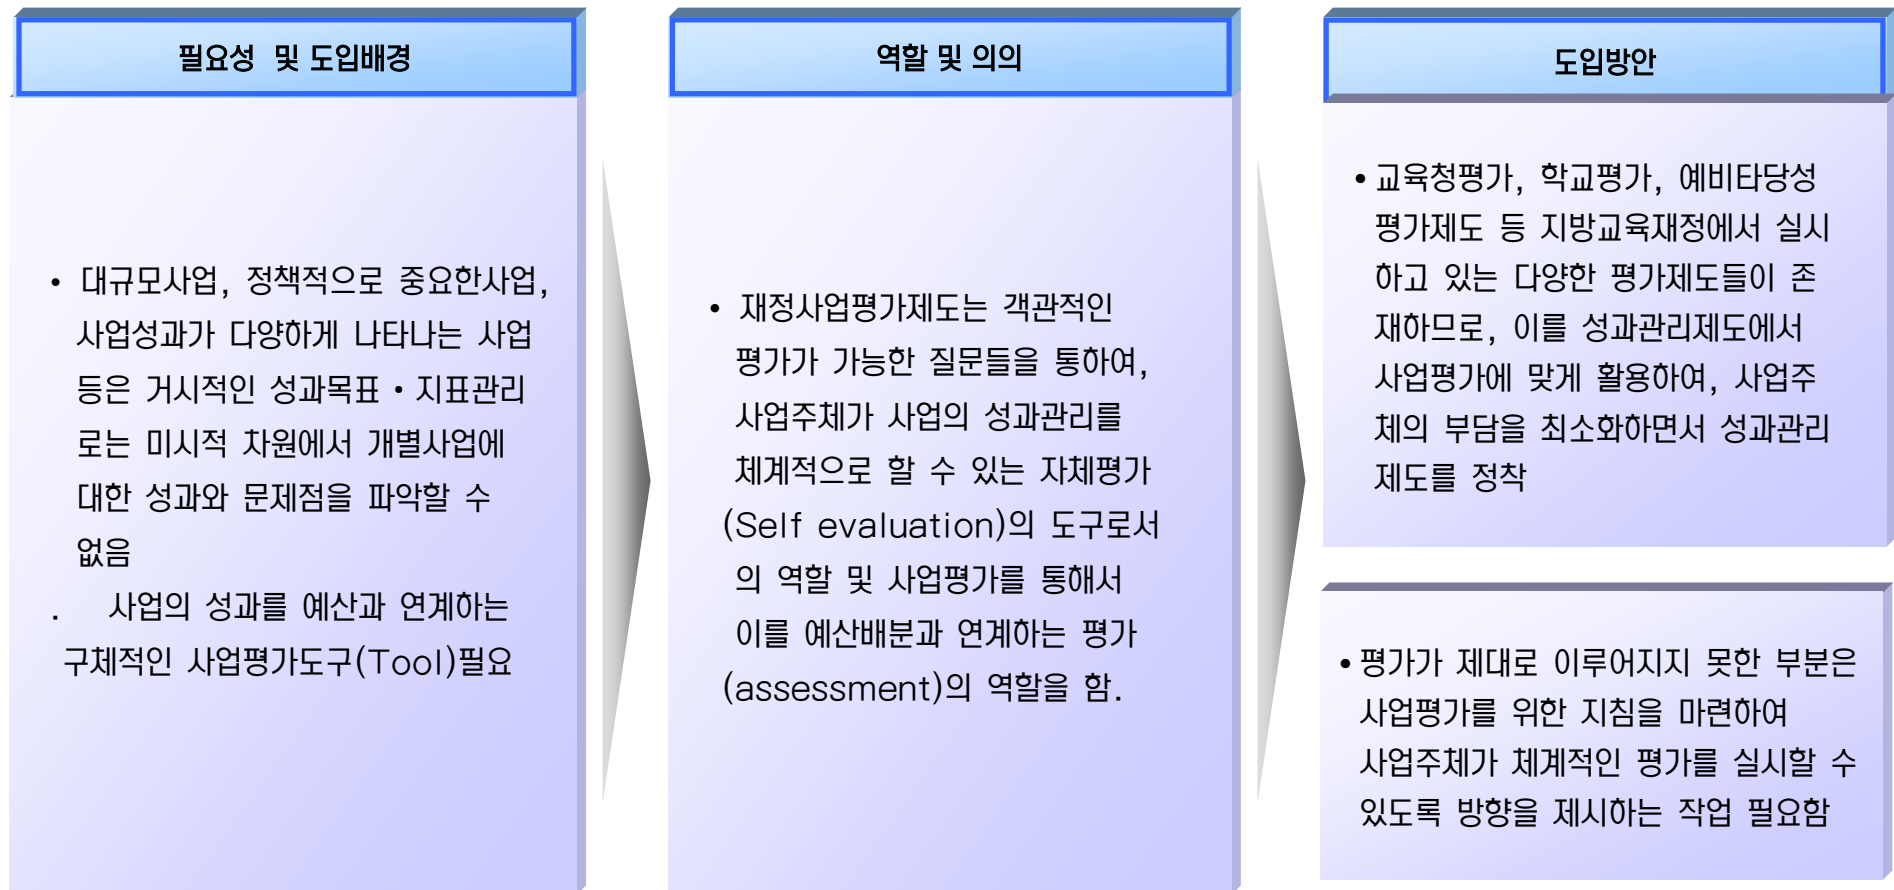 필요성 및 도입배경
• 대규모사업, 정책적으로 중요한사업,
사업성과가 다양하게 나타나는 사업
등은 거시적인 성과목표•지표관리
로는 미시적 차원에서 개별사업에
대한 성과와 문제점을 파악할 수
없음
. 사업의 성과를 예산과 연계하는
구체적인 사업평가도구(Tool)필요
역할 및 의의
• 재정사업평가제도는 객관적인
평가가 가능한 질문들을 통하여,
사업주체가 사업의 성과관리를
체계적으로 할 수 있는 자체평가
(Self evaluation)의 도구로서
의 역할 및 사업평가를 통해서
이를 예산배분과 연계하는 평가
(assessment)의 역할을 함.
도입방안
• 교육청평가, 학교평가, 예비타당성
평가제도 등 지방교육재정에서 실시
하고 있는 다양한 평가제도들이 존
재하므로, 이를 성과관리제도에서
사업평가에 맞게 활용하여, 사업주
체의 부담을 최소화하면서 성과관리
제도를 정착
• 평가가 제대로 이루어지지 못한 부분은
사업평가를 위한 지침을 마련하여
사업주체가 체계적인 평가를 실시할 수
있도록 방향을 제시하는 작업 필요함